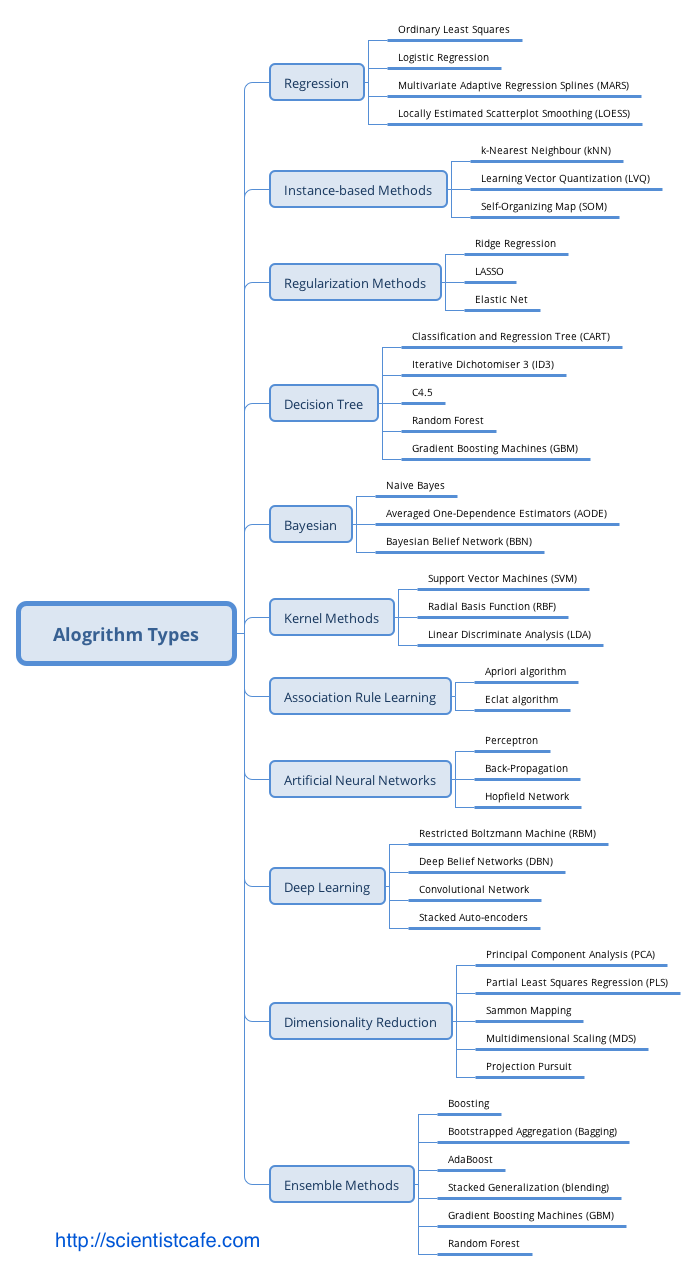 Alogrithm Types
Regression
Ordinary Least Squares
Logistic Regression
Multivariate Adaptive Regression Splines (MARS)
Locally Estimated Scatterplot Smoothing (LOESS)
Instance-based Methods
k-Nearest Neighbour (kNN)
Learning Vector Quantization (LVQ)
Self-Organizing Map (SOM)
Regularization Methods
Ridge Regression
LASSO
Elastic Net
Decision Tree
Classification and Regression Tree (CART)
Iterative Dichotomiser 3 (ID3)
C4.5
Random Forest
Gradient Boosting Machines (GBM)
Bayesian
Naive Bayes
Averaged One-Dependence Estimators (AODE)
Bayesian Belief Network (BBN)
Kernel Methods
Support Vector Machines (SVM)
Radial Basis Function (RBF)
Linear Discriminate Analysis (LDA)
Association Rule Learning
Apriori algorithm
Eclat algorithm
Artificial Neural Networks
Perceptron
Back-Propagation
Hopfield Network
Deep Learning
Restricted Boltzmann Machine (RBM)
Deep Belief Networks (DBN)
Convolutional Network
Stacked Auto-encoders
Dimensionality Reduction
Principal Component Analysis (PCA)
Partial Least Squares Regression (PLS)
Sammon Mapping
Multidimensional Scaling (MDS)
Projection Pursuit
Ensemble Methods
Boosting
Bootstrapped Aggregation (Bagging)
AdaBoost
Stacked Generalization (blending)
Gradient Boosting Machines (GBM)
Random Forest
http://scientistcafe.com